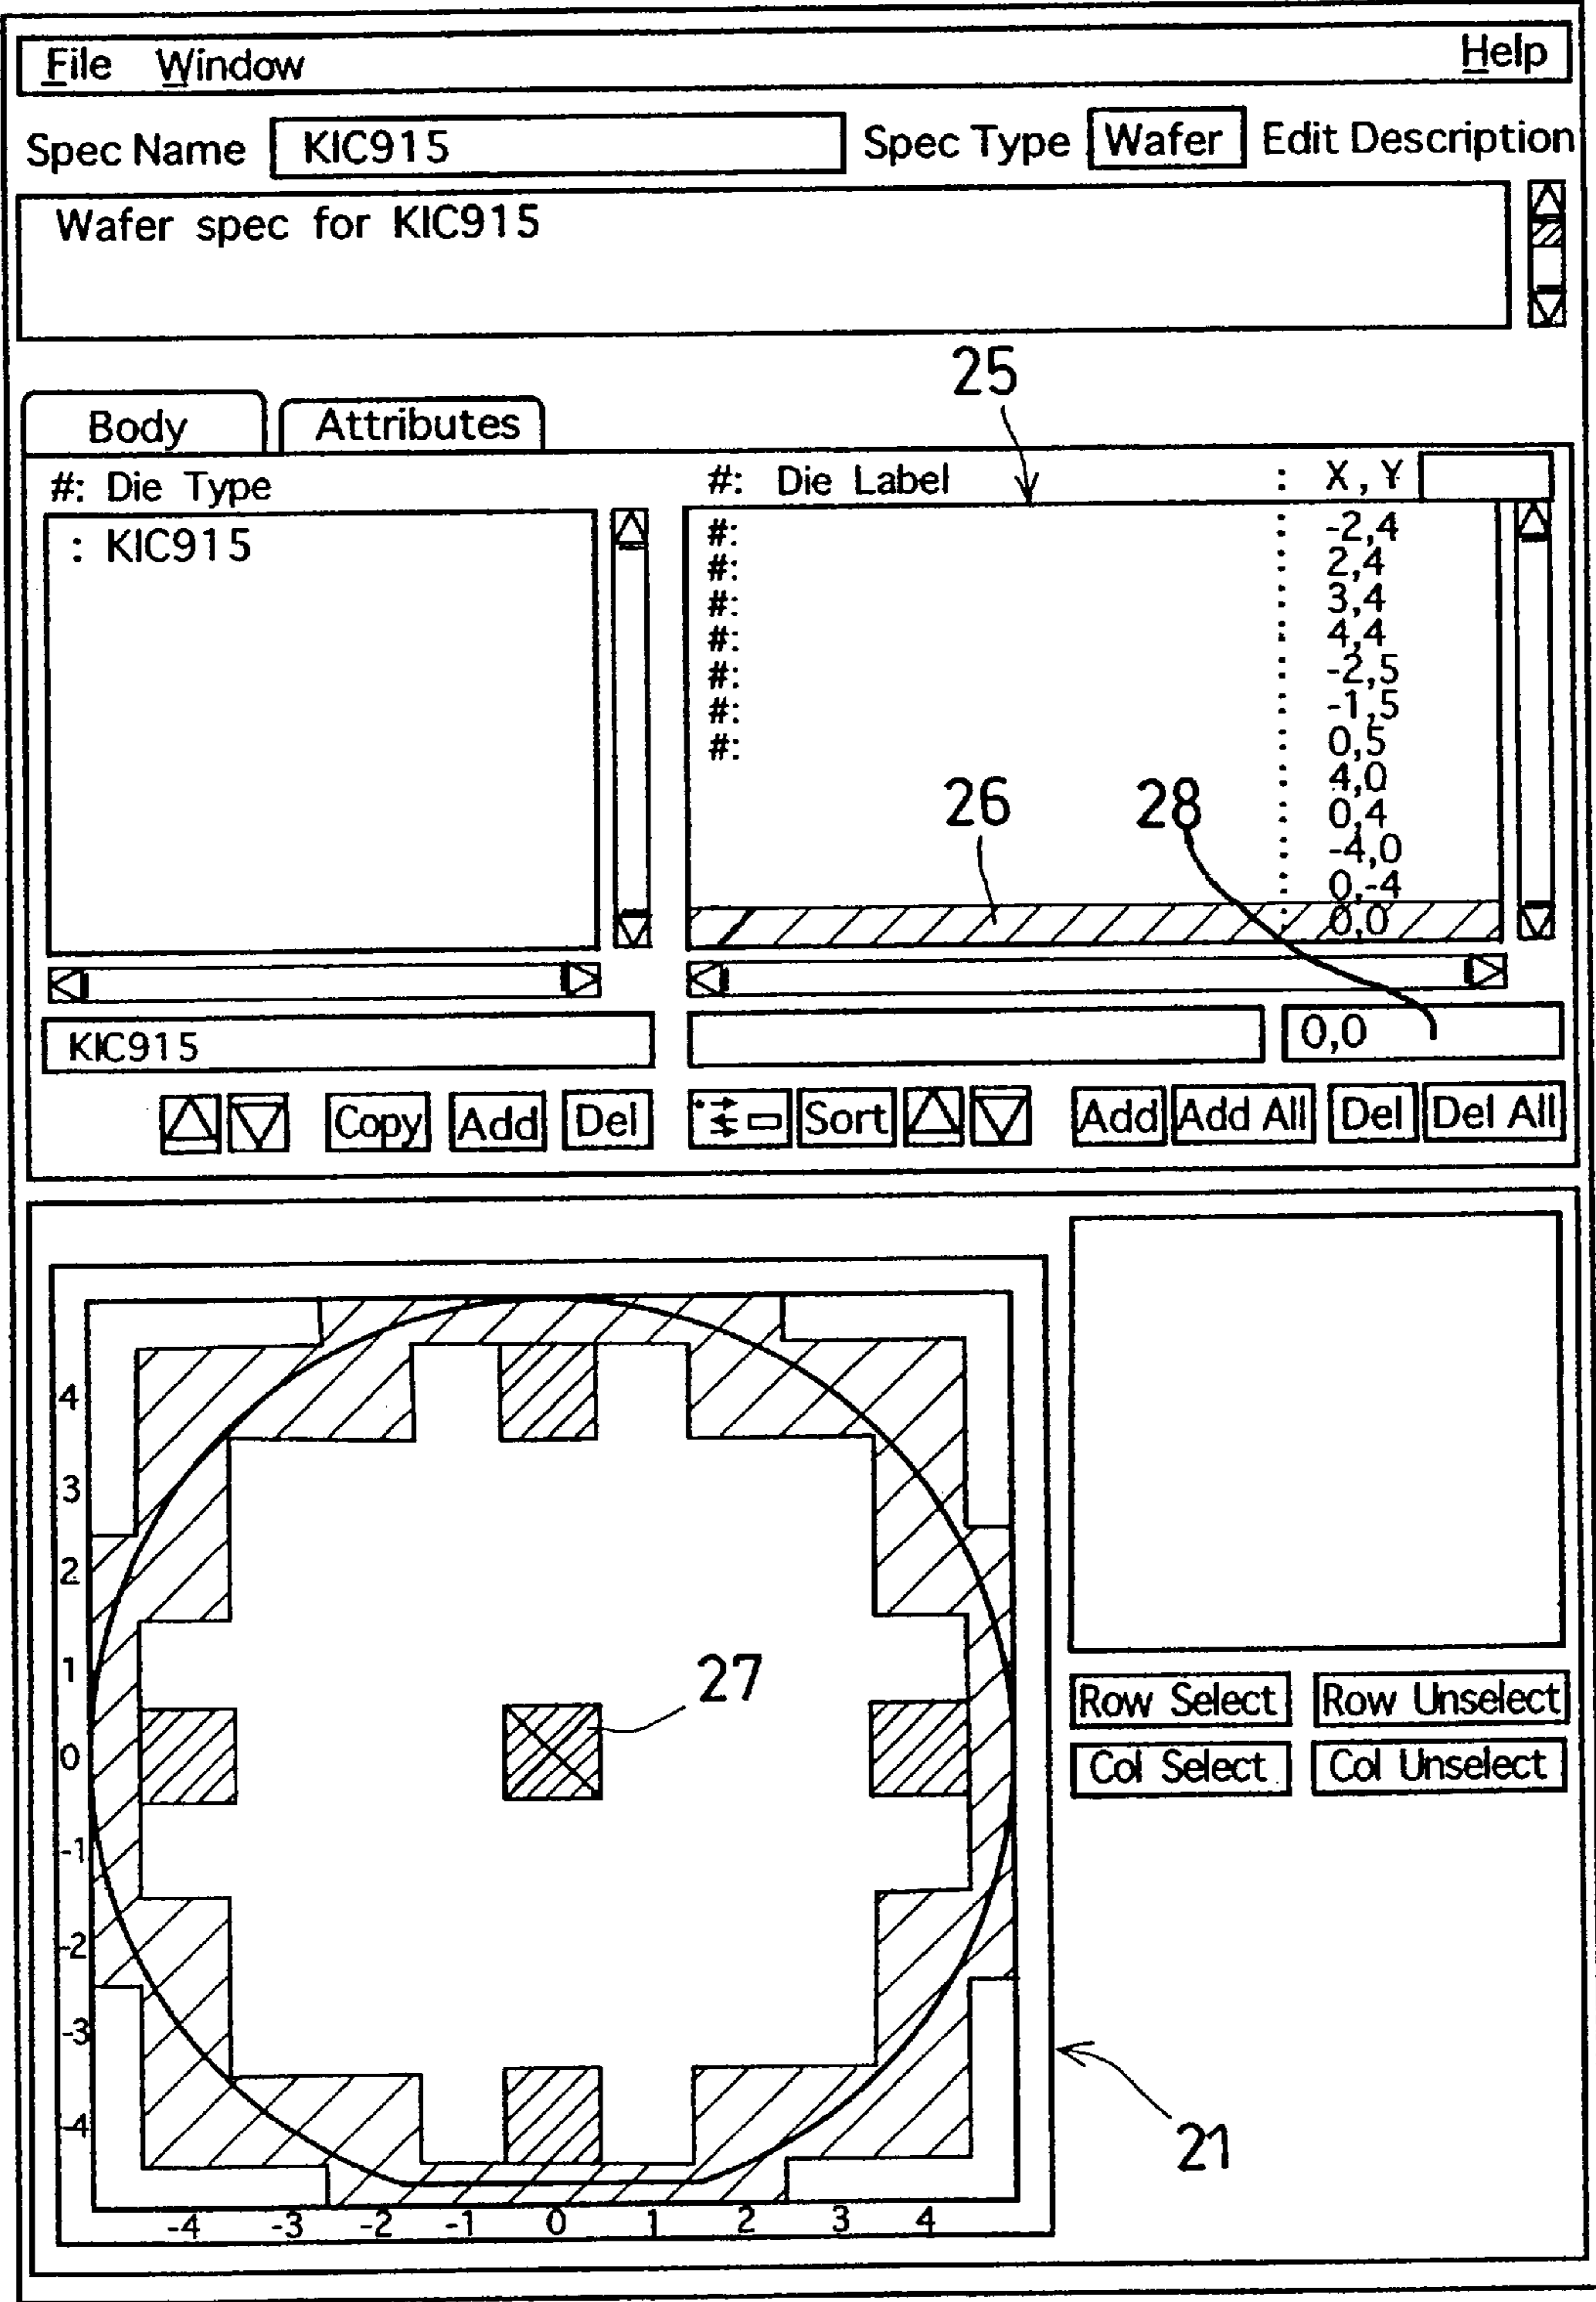 File Window Help
Spec Name KIC915 Spec Type Wafer Edit Description
Wafer spec for KIC915
25
Body Attributes
#: Die Type #: Die Label : X,Y
: KIC915
#: : -2,4
#: : 2,4
#: : 3,4
#: : 4,4
#: : -2,5
#: : -1,5
#: : 0,5
: 4,0
26 28 : 0,4
: -4,0
: 0,-4
: 0,0
KIC915 0,0
Copy Add Del Sort Add Add All Del Del All
4
3
2
1
27
Row Select Row Unselect
0
Col Select Col Unselect
-1
-2
-3
-4
21
-4 -3 -2 -1 0 1 2 3 4